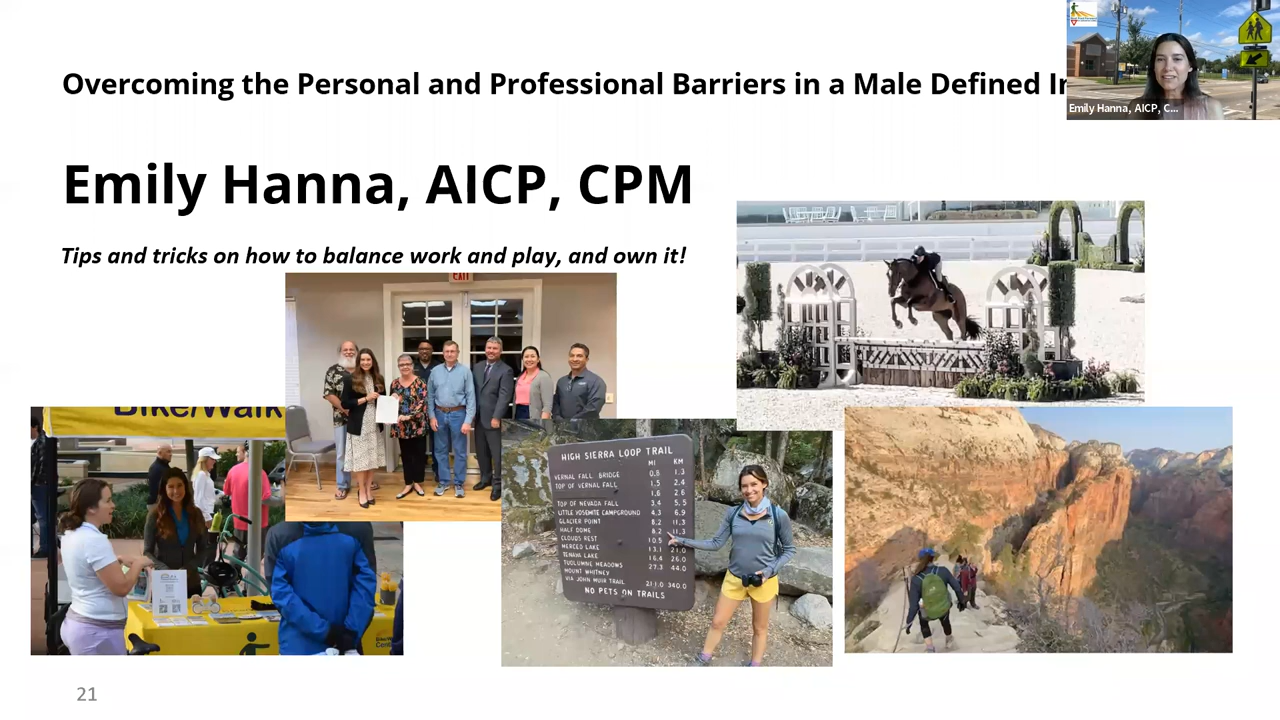 Overcoming the Personal and Professional Barriers in a Male Defined In
Emily Hanna, AICP, C...
Emily Hanna, AICP, CPM
Tips and tricks on how to balance work and play, and own it!
EXIT
Bike/Walk
HIGH SIERRA LOOP TRAIL
MI KM
VERNAL FALL BRIDGE 0.8 1.3
TOP OF VERNAL FALL 1.5 2.4
1.6 2.6
TOP OF NEVADA FALL 3.4 5.5
LITTLE YOSEMITE CAMPGROUND 4.3 6.9
GLACIER POINT 8.2 11.3
HALF DOME 8.2 11.3
CLOUDS REST 10.5
MERCED LAKE 13.1 21.0
TENAYA LAKE 16.4 26.0
TUOLUMNE MEADOWS 27.3 44.0
MOUNT WHITNEY
VIA JOHN MUIR TRAIL 211.0 340.0
NO PETS ON TRAILS
Bike/Walk
21